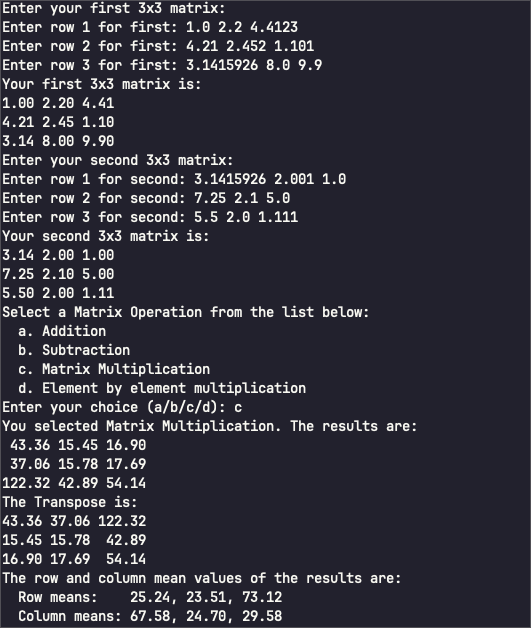 Enter your first 3x3 matrix:
Enter row 1 for first: 1.0 2.2 4.4123
Enter row 2 for first: 4.21 2.452 1.101
Enter row 3 for first: 3.1415926 8.0 9.9
Your first 3x3 matrix is:
1.00 2.20 4.41
4.21 2.45 1.10
3.14 8.00 9.90
Enter your second 3x3 matrix:
Enter row 1 for second: 3.1415926 2.001 1.0
Enter row 2 for second: 7.25 2.1 5.0
Enter row 3 for second: 5.5 2.0 1.111
Your second 3x3 matrix is:
3.14 2.00 1.00
7.25 2.10 5.00
5.50 2.00 1.11
Select a Matrix Operation from the list below:
  a. Addition
  b. Subtraction
  c. Matrix Multiplication
  d. Element by element multiplication
Enter your choice (a/b/c/d): c
You selected Matrix Multiplication. The results are:
 43.36 15.45 16.90
 37.06 15.78 17.69
122.32 42.89 54.14
The Transpose is:
43.36 37.06 122.32
15.45 15.78  42.89
16.90 17.69  54.14
The row and column mean values of the results are:
  Row means:    25.24, 23.51, 73.12
  Column means: 67.58, 24.70, 29.58